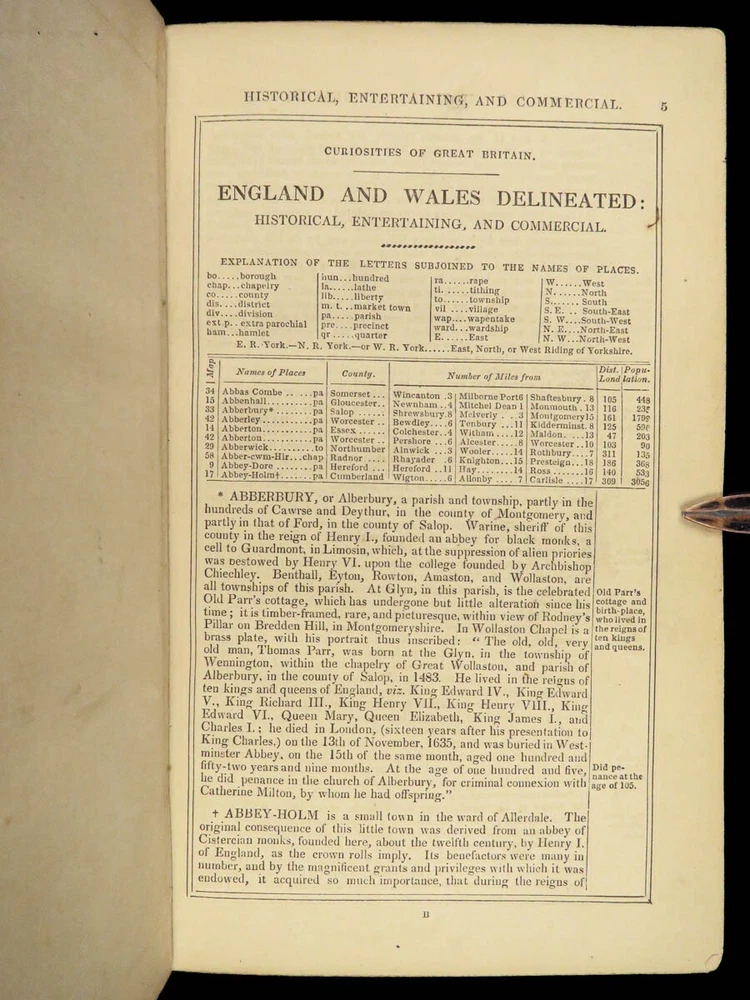 HISTORICAL, ENTERTAINING, AND COMMERCIAL. 5
CURIOSITIES OF GREAT BRITAIN.
ENGLAND AND WALES DELINEATED:
HISTORICAL, ENTERTAINING, AND COMMERCIAL.
EXPLANATION OF THE LETTERS SUBJOINED TO THE NAMES OF PLACES.
bo.....borough hun...hundred ra......rape W......West
chap...chapelry la......lathe ti. .....tithing N......North
co.....county lib.....liberty to......township S...... South
dis....district m. t. ..market town vil ....village S. E. .. South-East
div....division pa.....parish wap....wapentake S. W....South-West
ext.p.. extra parochial pre....precinct ward...wardship N. E....North-East
ham...hamlet qr .....quarter E......East N. W...North-West
E. R. York.—N. R. York.—or W. R. York......East, North, or West Riding of Yorkshire.
Map Names of Places County. Number of Miles from Dist. Lond Popu- lation.
34 Abbas Combe .. ....pa Somerset ... Wincanton .3 Milborne Port6 Shaftesbury. 8 105 448
15 Abbenhall..........pa Gloucester.. Newnham ..4 Mitchel Dean 1 Monmouth . 13 116
33 Abberbury* ........pa Salop ...... Shrewsbury.8 McIverly . ..3 Montgomery15 161
42 Abberley ...........pa Worcester .. Bewdley....6 Tenbury ...11 Kidderminst. 8 125
14 Abberton...........pa Essex ...... Colchester..4 Witham ....12 Maldon. ...13 47 203
42 Abberton...........pa Worcester .. Pershore ...6 Alcester.....8 Worcester ..10 103 90
29 Abberwick.........to Northumber Alnwick ...3 Wooler.....14 Rothbury....7 311 135
58 Aber-cwm-Hir...chap Radnor .... Rhayader .6 Knighton...15 Presteign...18 186 368
9 Abbey-Dore ........pa Hereford ... Hereford ..11 Hay.......14 Ross .......16 140 533
17 Abbey-Holm†.......pa Cumberland Wigton.....6 Allonby .....7 Carlisle ....17 309 3056
* ABBERBURY, or Alberbury, a parish and township, partly in the
hundreds of Cawrse and Deythur, in the county of Montgomery, and
partly in that of Ford, in the county of Salop. Warine, sheriff of this
county in the reign of Henry I., founded an abbey for black monks, a
cell to Guardmont, in Limosin, which, at the suppression of alien priories
was bestowed by Henry VI. upon the college founded by Archbishop
Chiechley. Benthall, Eyton, Rowton, Amaston, and Wollaston, are
all townships of this parish. At Glyn, in this parish, is the celebrated
Old Parr's cottage, which has undergone but little alteration since his
time; it is timber-framed, rare, and picturesque, within view of Rodney's
Pillar on Bredden Hill, in Montgomeryshire. In Wollaston Chapel is a
brass plate, with his portrait thus inscribed: "The old, old, very
old man, Thomas Parr, was born at the Glyn, in the township of
Wennington, within the chapelry of Great Wollaston, and parish of
Alberbury, in the county of Salop, in 1483. He lived in the reigns of
ten kings and queens of England, viz. King Edward IV., King Edward
V., King Richard III., King Henry VII., King Henry VIII., King
Edward VI., Queen Mary, Queen Elizabeth, King James I., and
Charles I.; he died in London, (sixteen years after his presentation to
King Charles,) on the 13th of November, 1635, and was buried in West-
minster Abbey, on the 15th of the same month, aged one hundred and
fifty-two years and nine months. At the age of one hundred and five,
he did penance in the church of Alberbury, for criminal connexion with
Catherine Milton, by whom he had offspring."
Old Parr's
cottage and
birth-place,
who lived in
the reigns of
ten kings
and queens.
Did pe-
nance at the
age of 105.
† ABBEY-HOLM is a small town in the ward of Allerdale. The
original consequence of this little town was derived from an abbey of
Cistercian monks, founded here, about the twelfth century, by Henry I.
of England, as the crown rolls imply. Its benefactors were many in
number, and by the magnificent grants and privileges with which it was
endowed, it acquired so much importance, that during the reigns of
B